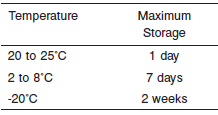 Temperature Maximum
Storage
20 to 25°C 1 day
2 to 8°C 7 days
-20°C 2 weeks